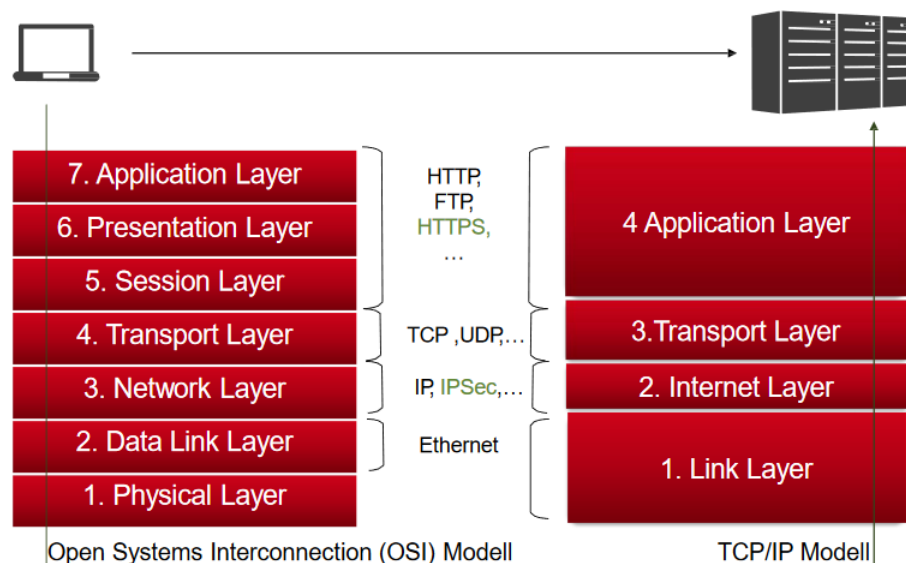 7. Application Layer
6. Presentation Layer
5. Session Layer
4. Transport Layer
3. Network Layer
2. Data Link Layer
1. Physical Layer
HTTP,
FTP,
HTTPS,
...
TCP ,UDP,...
IP, IPSec,...
Ethernet
4 Application Layer
3.Transport Layer
2. Internet Layer
1. Link Layer
Open Systems Interconnection (OSI) Modell
TCP/IP Modell